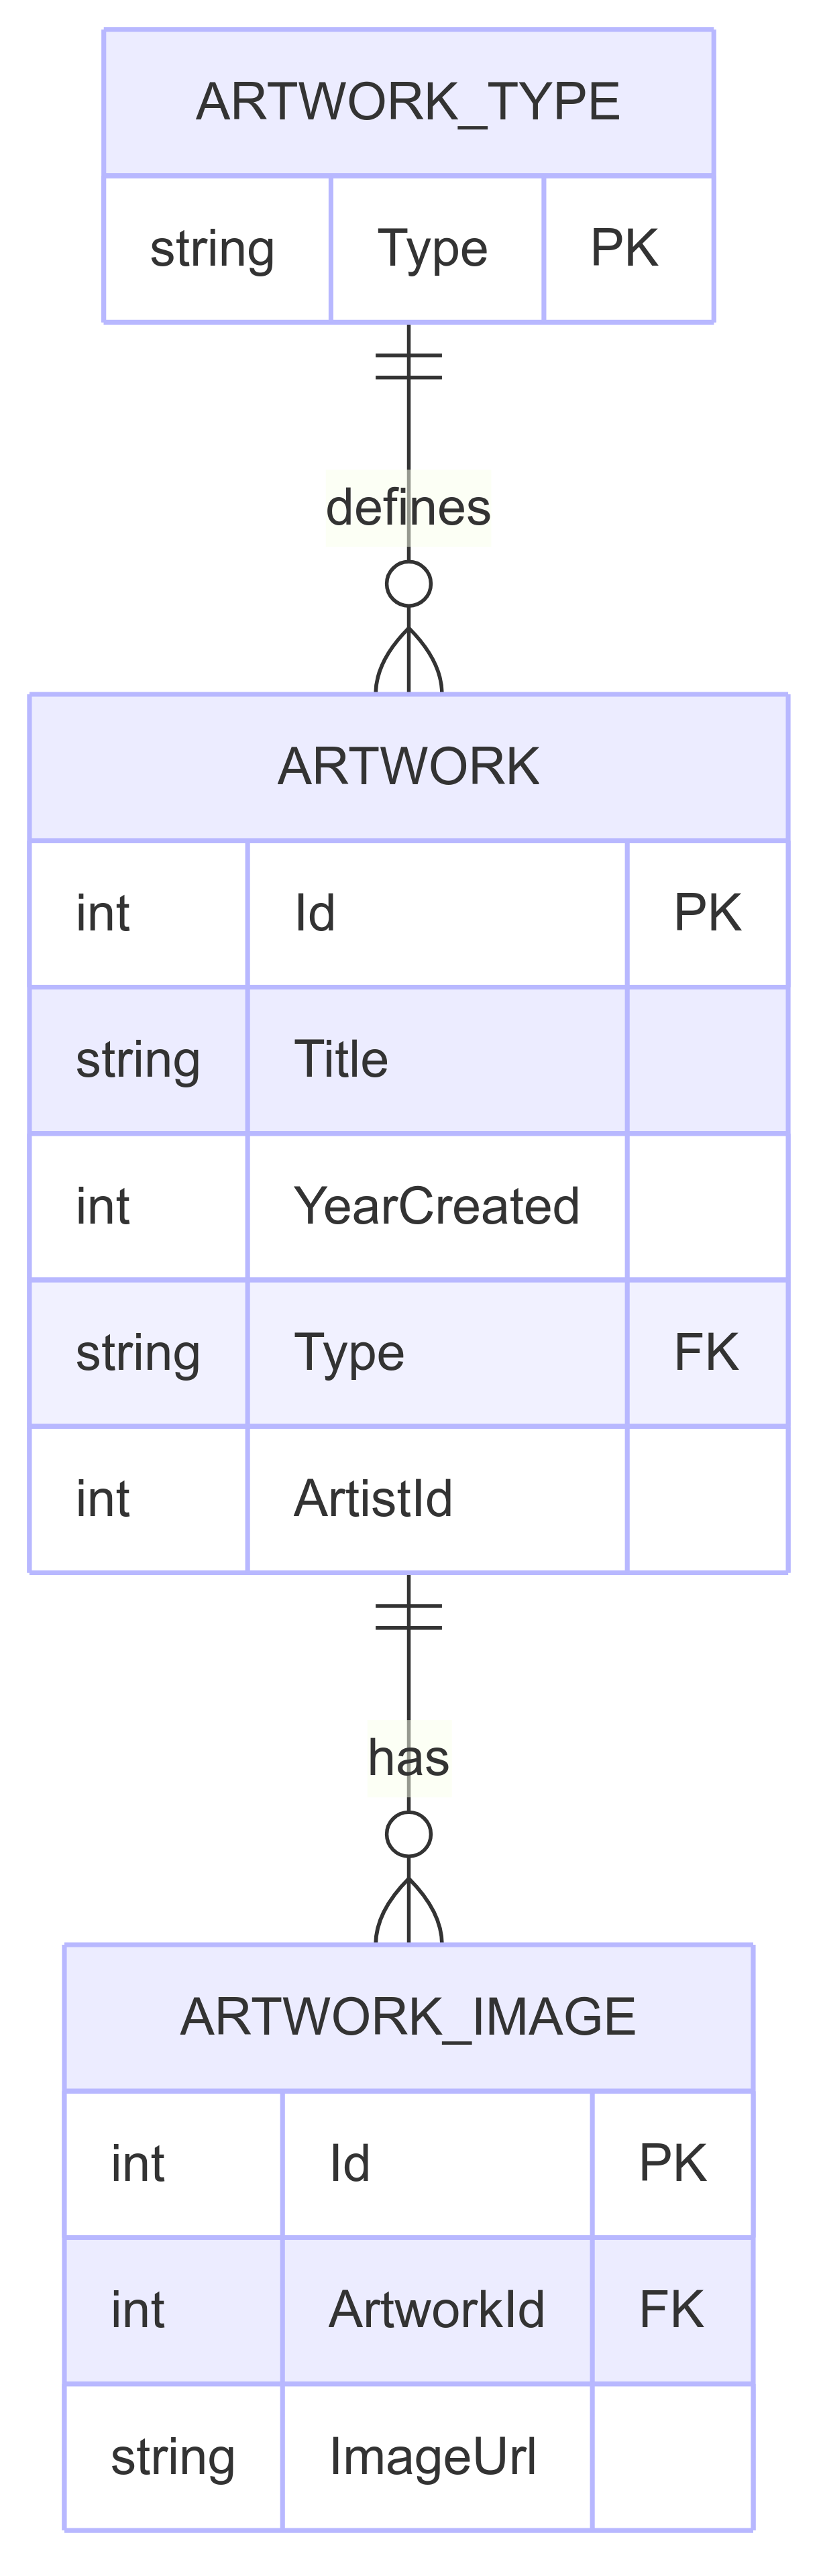 ARTWORK_TYPE
string Type PK
defines
ARTWORK
int Id PK
string Title
int YearCreated
string Type FK
int ArtistId
has
ARTWORK_IMAGE
int Id PK
int ArtworkId FK
string ImageUrl